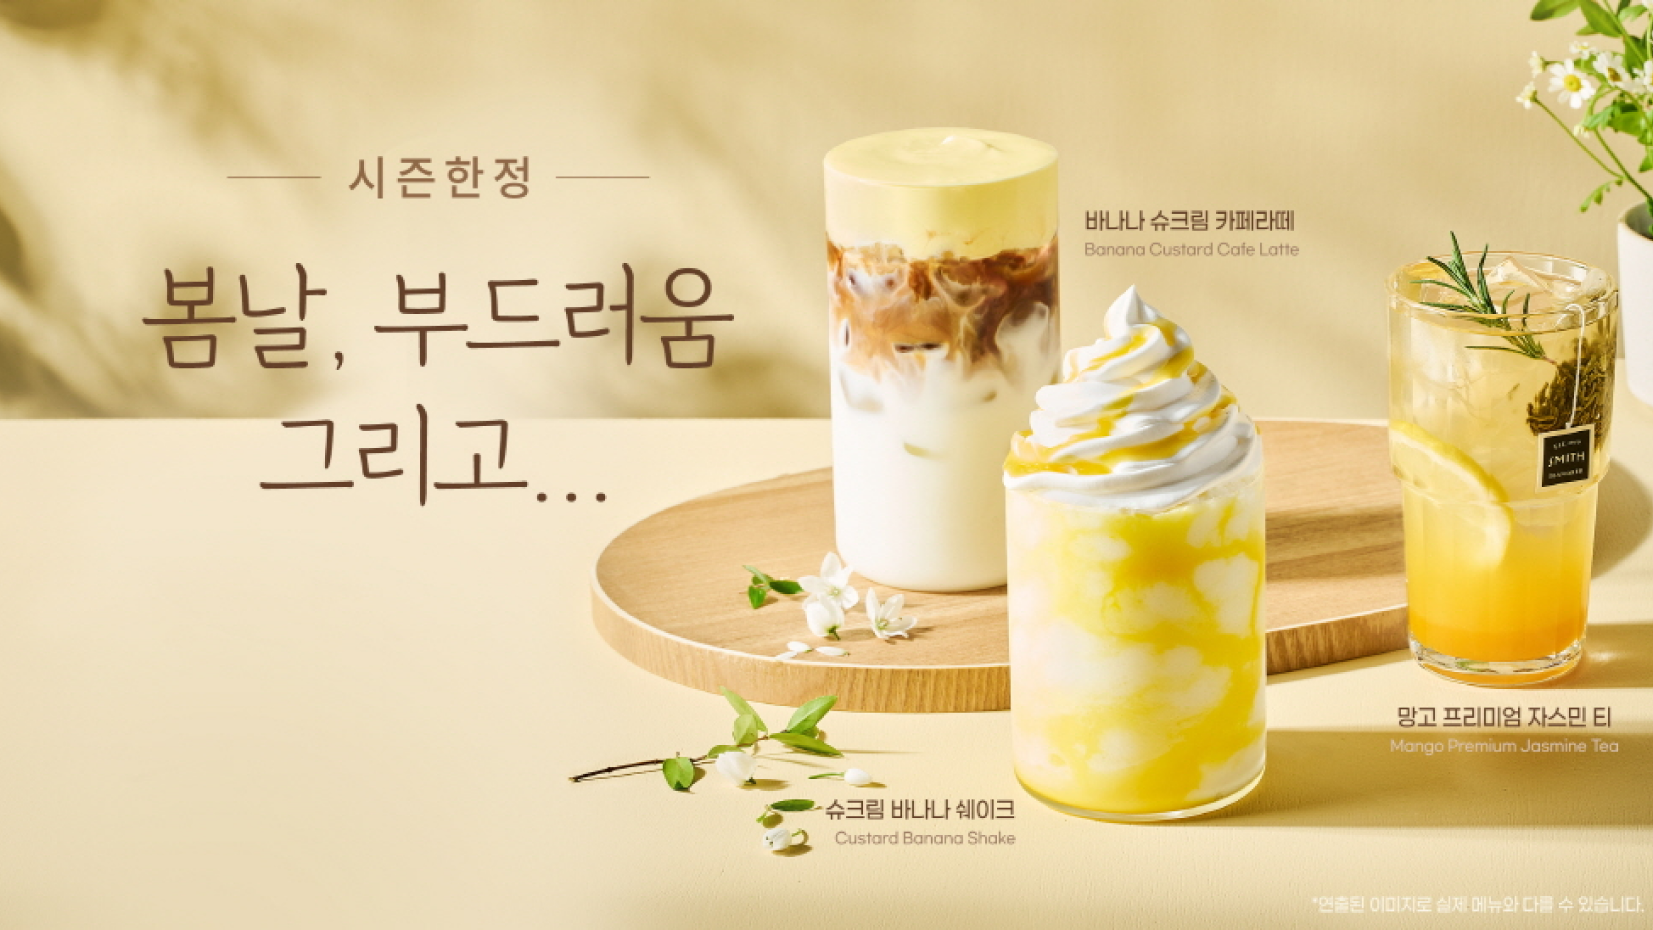 시즌한정
봄날, 부드러움
그리고...
바나나 슈크림 카페라떼
Banana Custard Cafe Latte
SMITH
망고 프리미엄 자스민 티
Mango Premium Jasmine Tea
슈크림 바나나 쉐이크
Custard Banana Shake
*연출된 이미지로 실제 메뉴와 다를 수 있습니다.